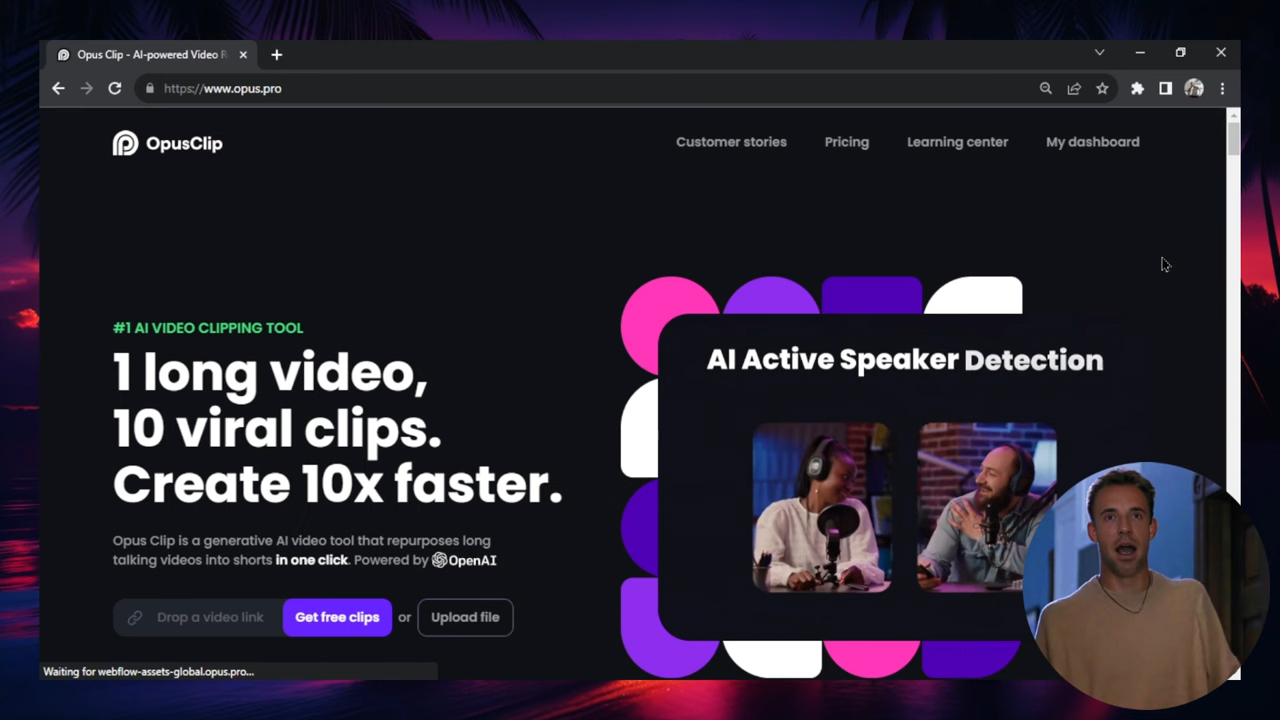 Opus Clip - AI-powered Video R
https://www.opus.pro
OpusClip
Customer stories
Pricing
Learning center
My dashboard
#1 AI VIDEO CLIPPING TOOL
1 long video,
10 viral clips.
Create 10x faster.
Opus Clip is a generative AI video tool that repurposes long
talking videos into shorts in one click. Powered by OpenAI
Drop a video link
Get free clips
or
Upload file
AI Active Speaker Detection
Waiting for webflow-assets-global.opus.pro...